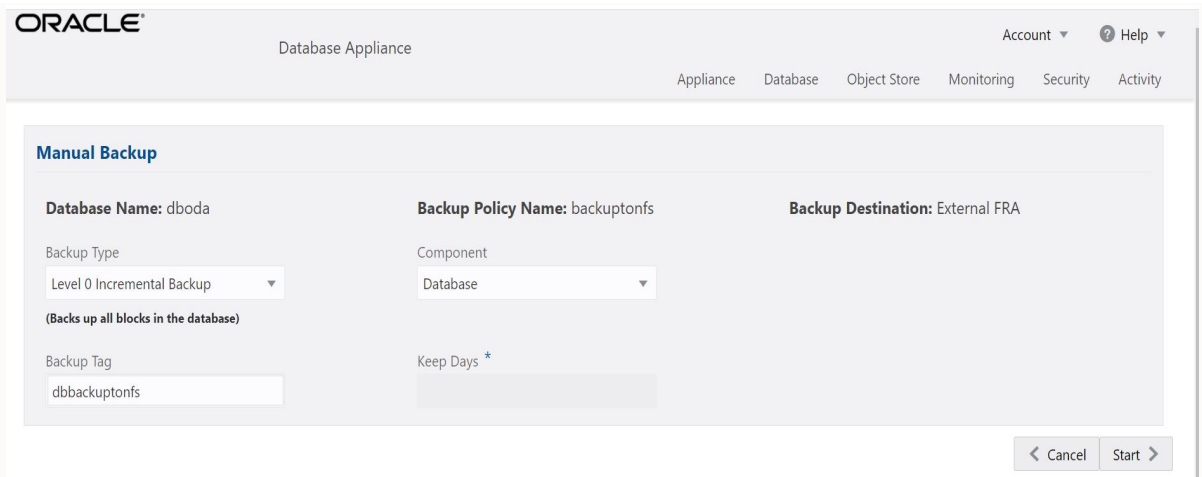 ORACLE®
Database Appliance
Account ? Help
Appliance Database Object Store Monitoring Security Activity
Manual Backup
Database Name: dboda Backup Policy Name: backuptonfs Backup Destination: External FRA
Backup Type Component
Level 0 Incremental Backup Database
(Backs up all blocks in the database)
Backup Tag Keep Days *
dbbackuptonfs
Cancel Start